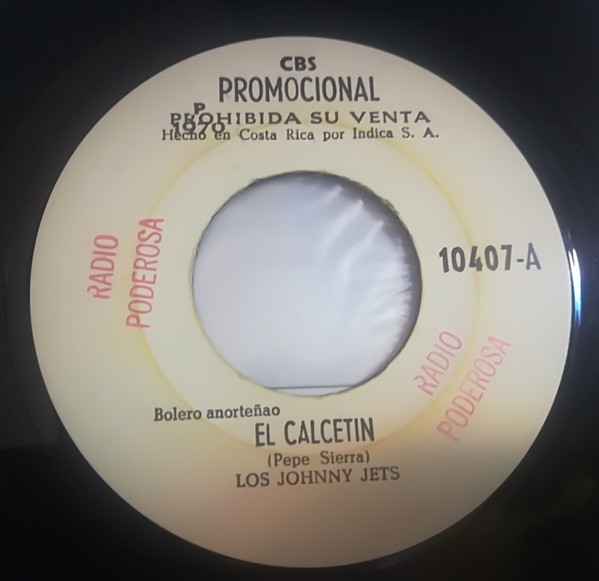 CBS
PROMOCIONAL
P
PROHIBIDA SU VENTA
1970
Hecho en Costa Rica por Indica S. A.
RADIO
PODEROSA
10407-A
RADIO
PODEROSA
Bolero anorteñao
EL CALCETIN
(Pepe Sierra)
LOS JOHNNY JETS